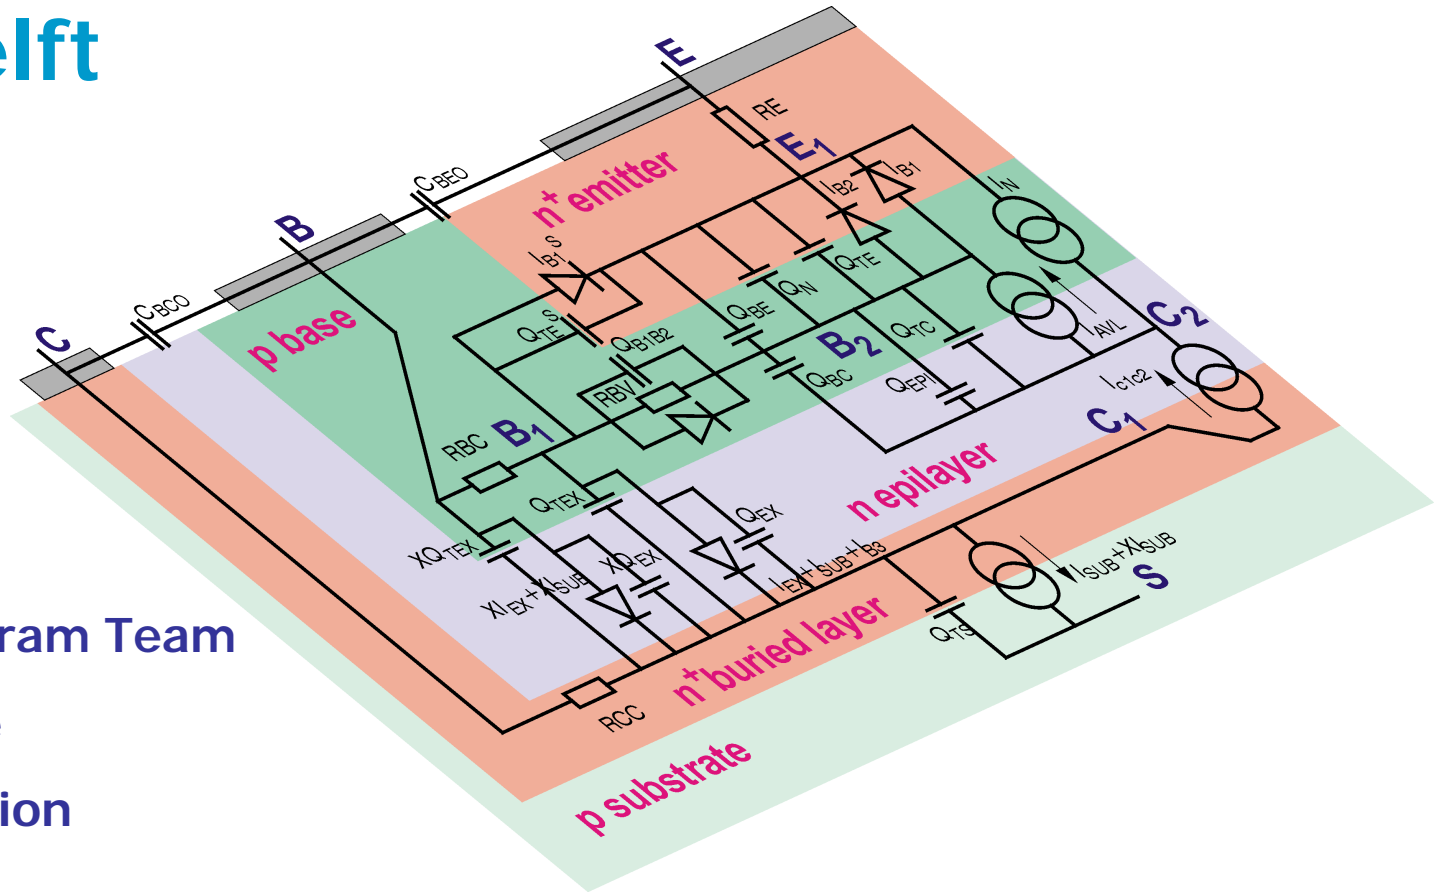 elft
E
RE
E1
CBEO
n+ emitter
IB2
IB1
IN
B
IB1S
QTE
CBCO
QTES
QBE
QN
C
p base
QB1B2
B2
QTC
IAVL
C2
RBV
QBC
QEPI
IC1C2
RBC
B1
C1
QTEX
n epilayer
XQTEX
QEX
XIEX+XISUB
XQEX
IEX+ISUB+IB3
ISUB+XISUB
S
QTS
n+ buried layer
RCC
p substrate
ram Team
ion